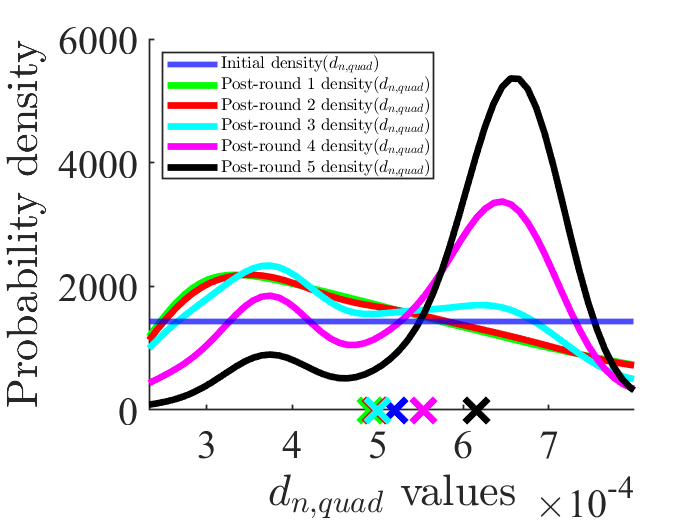 6000
4000
2000
0
Probability density
Initial density(d_{n,quad})
Post-round 1 density(d_{n,quad})
Post-round 2 density(d_{n,quad})
Post-round 3 density(d_{n,quad})
Post-round 4 density(d_{n,quad})
Post-round 5 density(d_{n,quad})
3 4 5 6 7
d_{n,quad} values ×10^{-4}